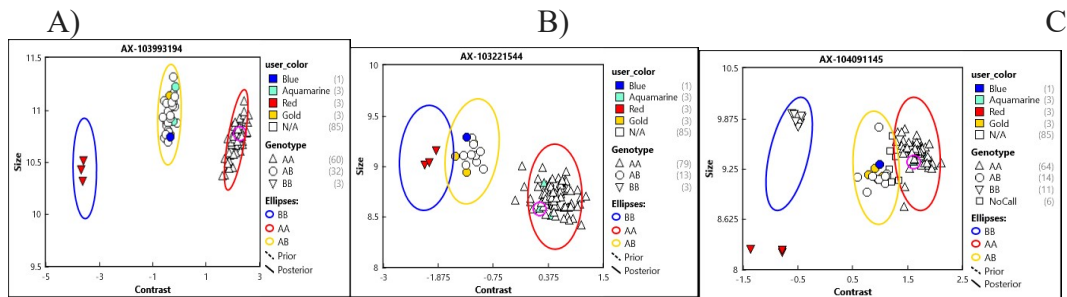 A)
B)
C
AX-103993194
11.5
11
10.5
10
9.5
Size
-5
-3
-1
1
3
Contrast
user_color
Blue (1)
Aquamarine (3)
Red (3)
Gold (3)
N/A (85)
Genotype
AA (60)
AB (32)
BB (3)
Ellipses:
BB
AA
AB
Prior
Posterior
AX-103221544
10
9.5
9
8.5
8
Size
-3
-1.875
-0.75
0.375
1.5
Contrast
user_color
Blue (1)
Aquamarine (3)
Red (3)
Gold (3)
N/A (85)
Genotype
AA (79)
AB (13)
BB (3)
Ellipses:
BB
AA
AB
Prior
Posterior
AX-104091145
10.5
9.875
9.25
8.625
8
Size
-1.5
-0.5
0.5
1.5
2.5
Contrast
user_color
Blue (1)
Aquamarine (3)
Red (3)
Gold (3)
N/A (85)
Genotype
AA (64)
AB (14)
BB (11)
NoCall (6)
Ellipses:
BB
AA
AB
Prior
Posterior